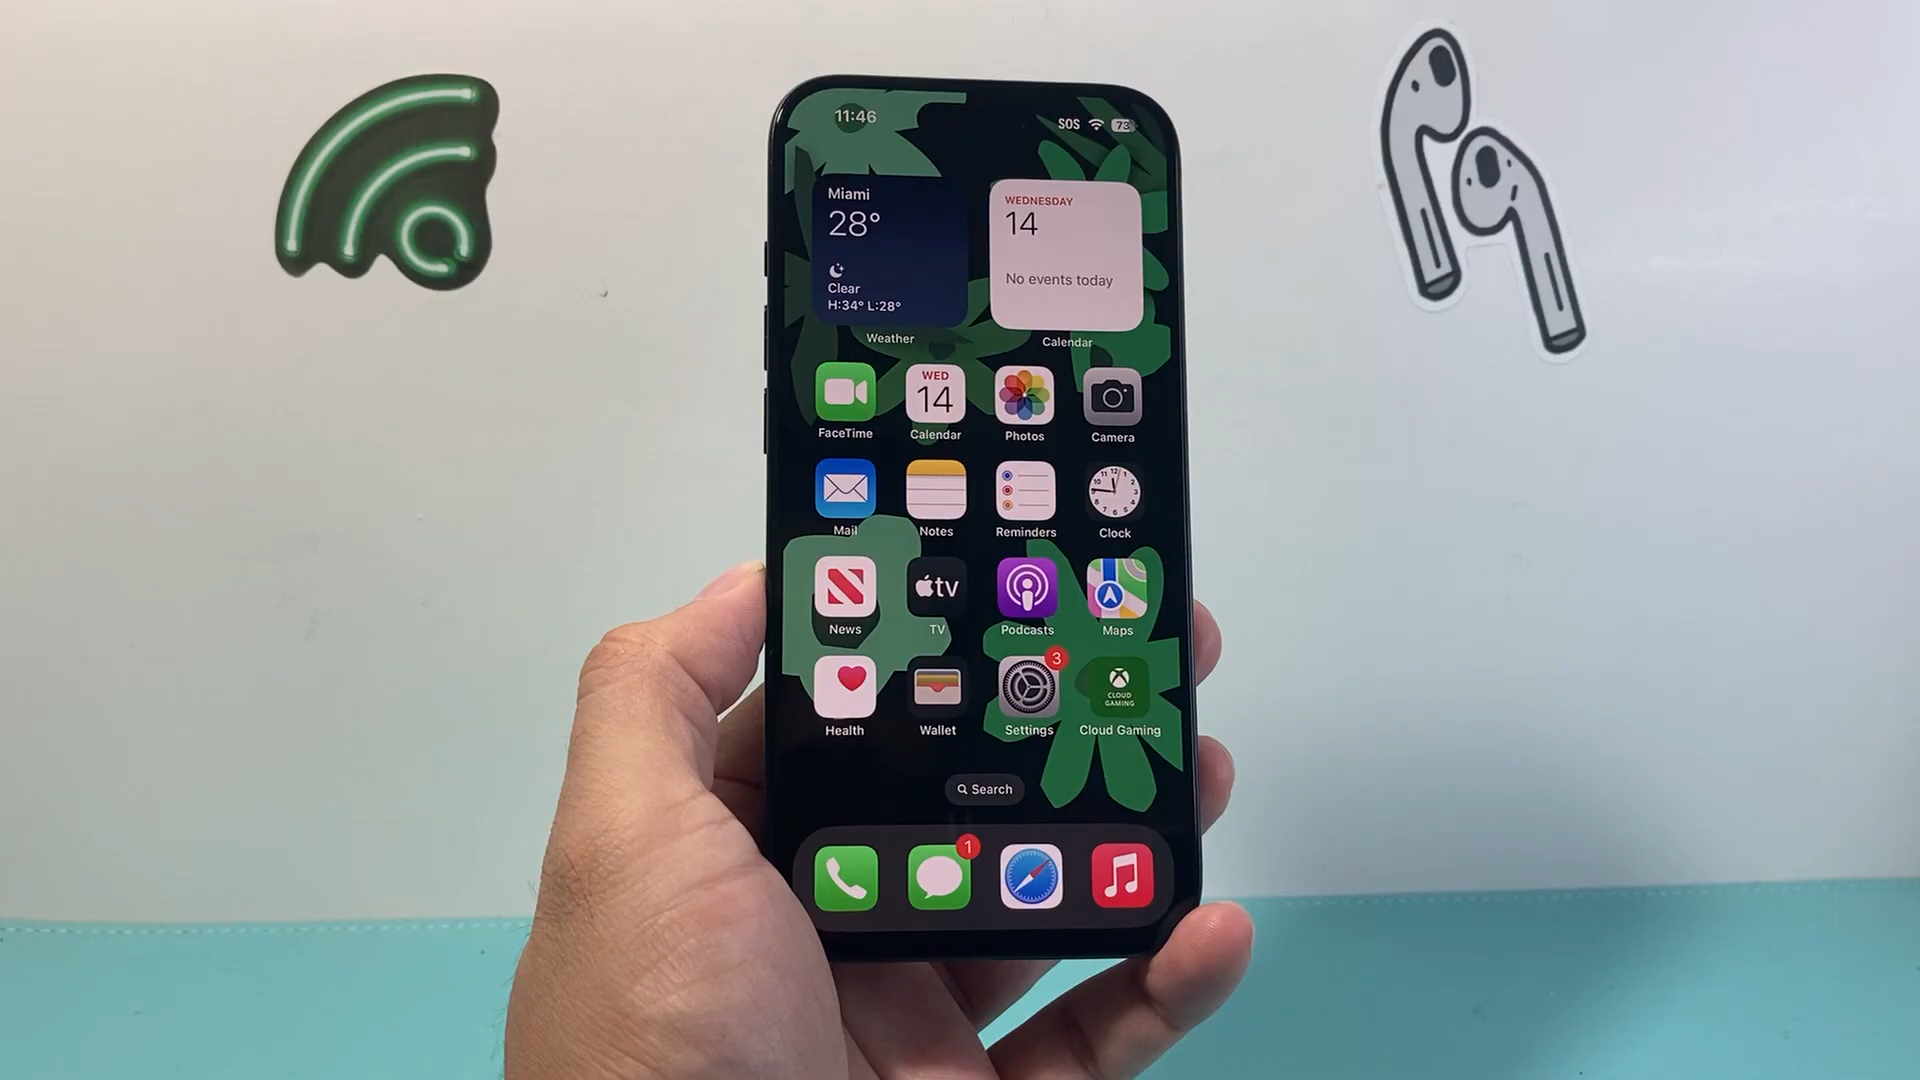 11:46
SOS
73
Miami
28°
Clear
H:34° L:28°
Weather
WEDNESDAY
14
No events today
Calendar
FaceTime
WED
14
Calendar
Photos
Camera
Mail
Notes
Reminders
Clock
News
tv
TV
Podcasts
Maps
Health
Wallet
3
Settings
CLOUD
GAMING
Cloud Gaming
Search
1